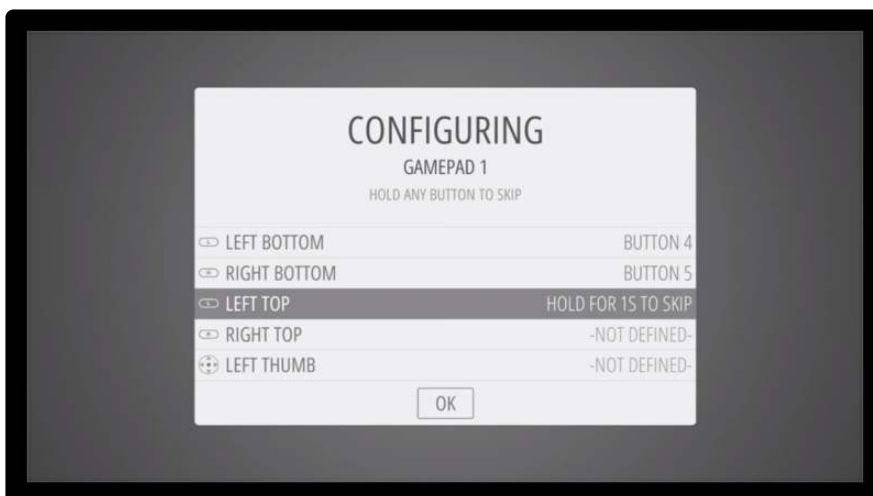 CONFIGURING
GAMEPAD 1
HOLD ANY BUTTON TO SKIP
LEFT BOTTOM BUTTON 4
RIGHT BOTTOM BUTTON 5
LEFT TOP HOLD FOR 1S TO SKIP
RIGHT TOP -NOT DEFINED-
LEFT THUMB -NOT DEFINED-
OK